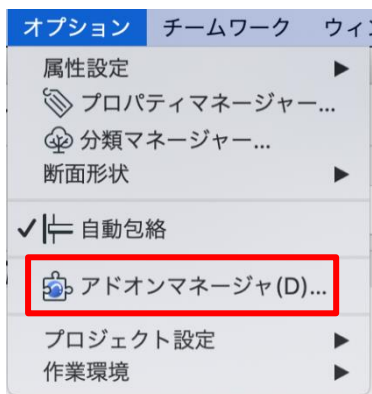 オプション チームワーク ウィ
属性設定 ▶
プロパティマネージャー...
分類マネージャー...
断面形状 ▶
✓ 自動包絡
アドオンマネージャ(D)...
プロジェクト設定 ▶
作業環境 ▶